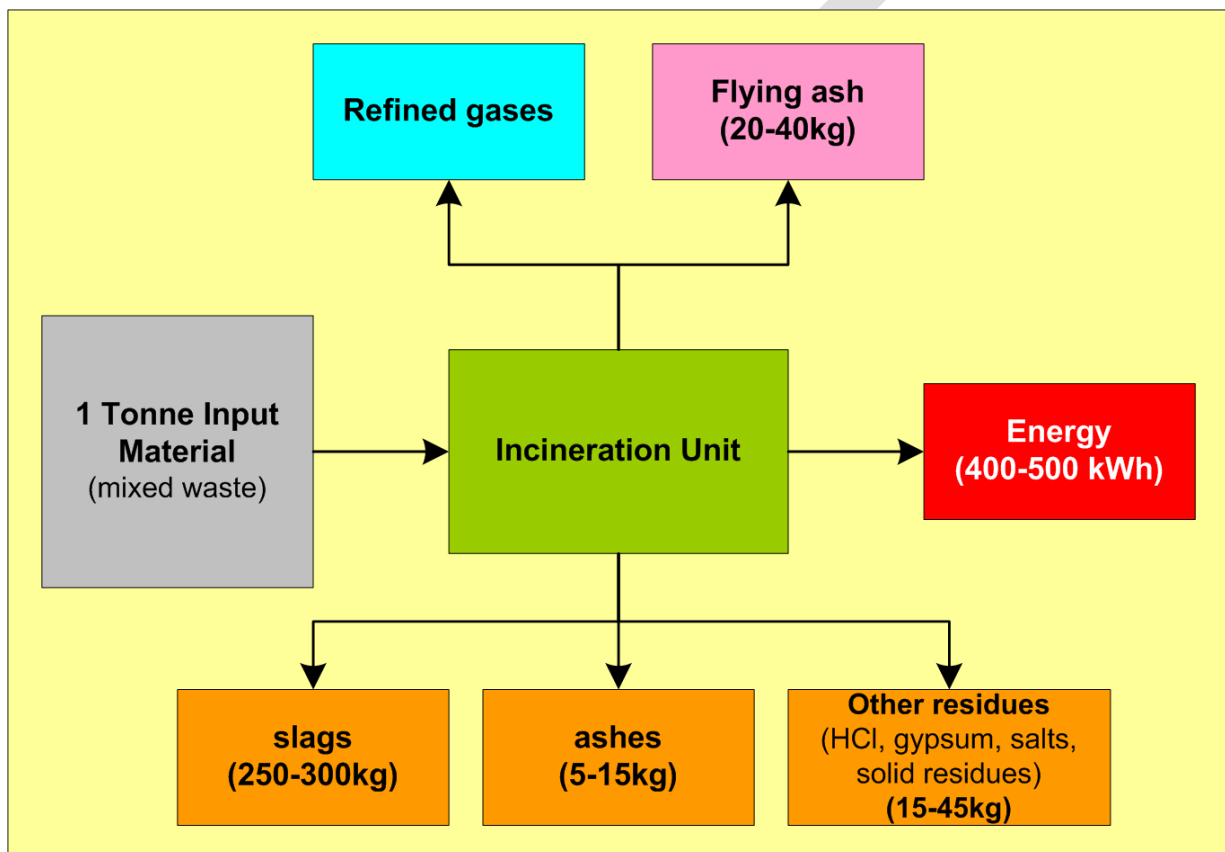 Refined gases
Flying ash
(20-40kg)
1 Tonne Input
Material
(mixed waste)
Incineration Unit
Energy
(400-500 kWh)
slags
(250-300kg)
ashes
(5-15kg)
Other residues
(HCl, gypsum, salts,
solid residues)
(15-45kg)